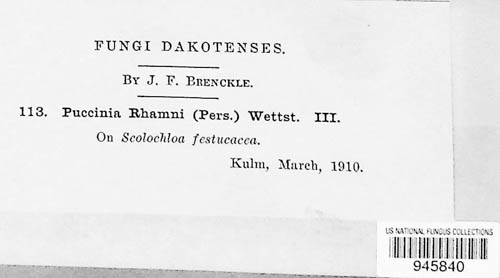 FUNGI DAKOTENSES.
BY J. F. BRENCKLE.
113. Puccinia Rhamni (Pers.) Wettst. III.
On Scolochloa festucacea.
Kulm, March, 1910.
US NATIONAL FUNGUS COLLECTIONS
945840